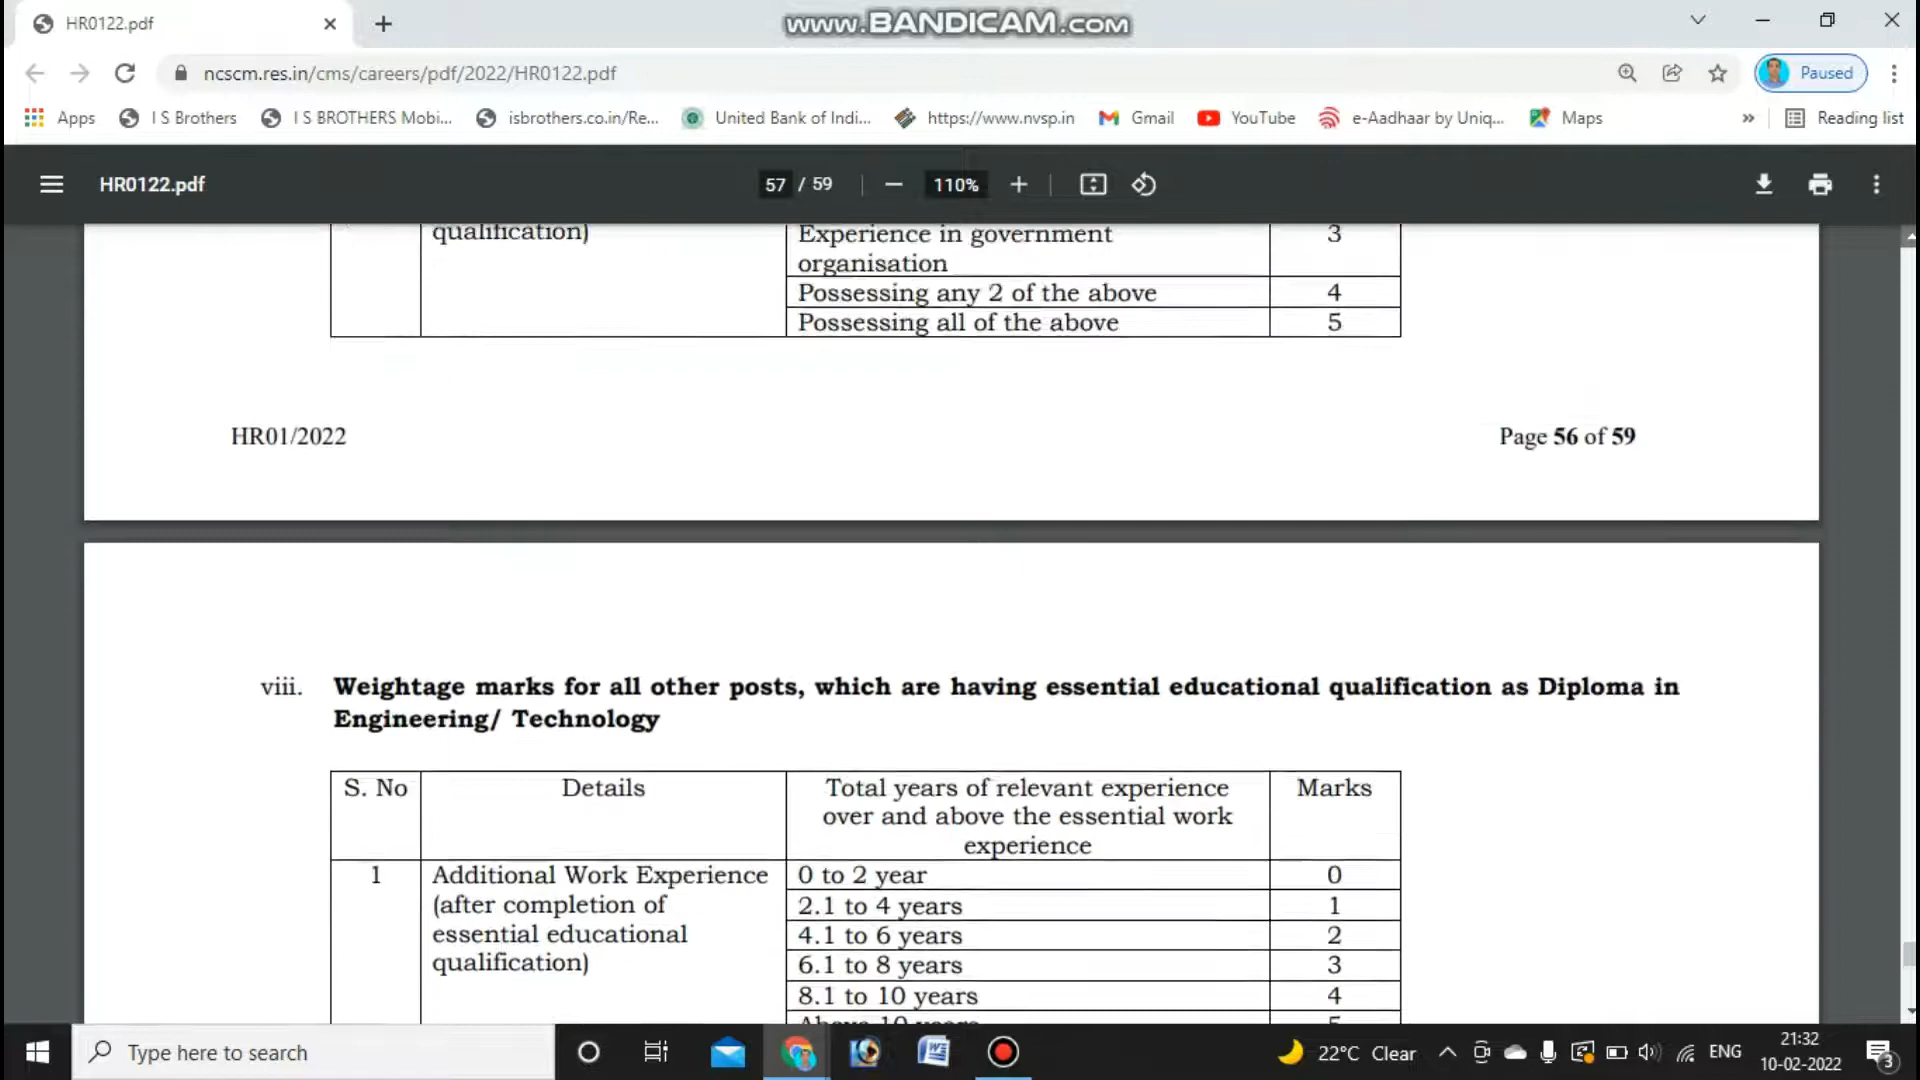 HR0122.pdf
www.BANDICAM.com
ncscm.res.in/cms/careers/pdf/2022/HR0122.pdf
Paused
Apps
I S Brothers
I S BROTHERS Mobi...
isbrothers.co.in/Re...
United Bank of Indi...
https://www.nvsp.in
Gmail
YouTube
e-Aadhaar by Uniq...
Maps
»
Reading list
HR0122.pdf
57 / 59
110%
qualification)
Experience in government 3
organisation
Possessing any 2 of the above 4
Possessing all of the above 5
HR01/2022 Page 56 of 59
viii. Weightage marks for all other posts, which are having essential educational qualification as Diploma in
Engineering/ Technology
S. No Details Total years of relevant experience Marks
over and above the essential work
experience
1 Additional Work Experience 0 to 2 year 0
(after completion of 2.1 to 4 years 1
essential educational 4.1 to 6 years 2
qualification) 6.1 to 8 years 3
8.1 to 10 years 4
Above 10 years 5
Type here to search
22°C Clear
ENG
21:32
10-02-2022
3